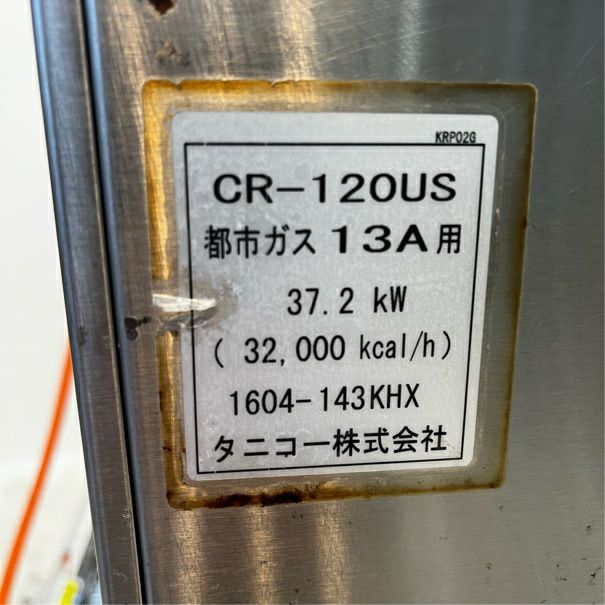 KRP02G
CR-120US
都市ガス 13A用
37.2 kW
( 32,000 kcal/h)
1604-143KHX
タニコー株式会社